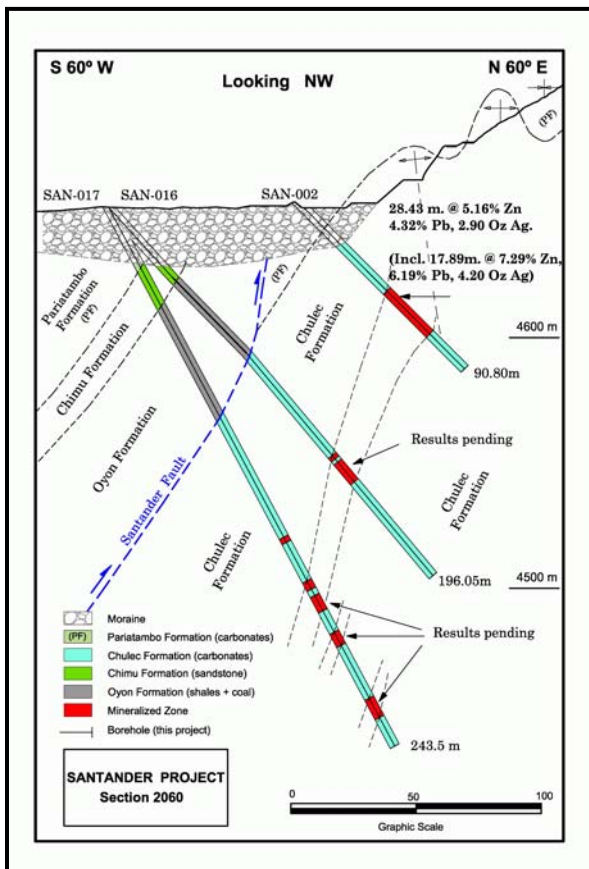 S 60° W
N 60° E
Looking NW
(PF)
SAN-017
SAN-016
SAN-002
28.43 m. @ 5.16% Zn
4.32% Pb, 2.90 Oz Ag.
(Incl. 17.89m. @ 7.29% Zn,
6.19% Pb, 4.20 Oz Ag)
Pariatambo
Formation
(PF)
(PF)
Chulec
Formation
4600 m
Chimu Formation
90.80m
Oyon Formation
Results pending
Santander Fault
Chulec
Formation
Chulec
Formation
196.05m
4500 m
Results pending
Moraine
(PF) Pariatambo Formation (carbonates)
Chulec Formation (carbonates)
Chimu Formation (sandstone)
Oyon Formation (shales + coal)
Mineralized Zone
Borehole (this project)
243.5 m
SANTANDER PROJECT
Section 2060
0 50 100
Graphic Scale